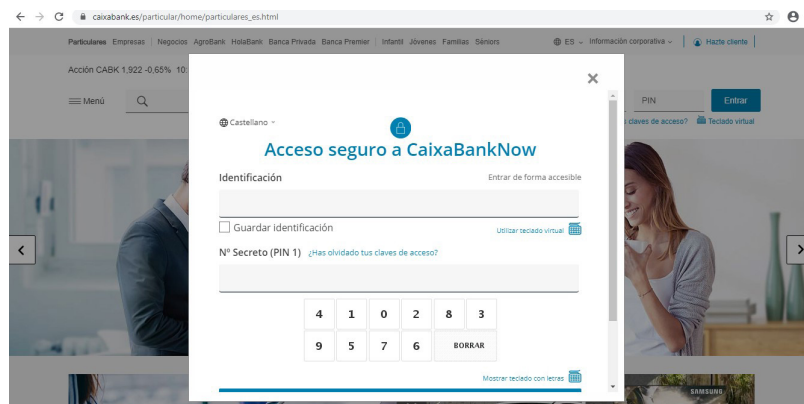 caixabank.es/particular/home/particulares_es.html
Particulares Empresas Negocios AgroBank HolaBank Banca Privada Banca Premier Infantil Jóvenes Familias Séniors ES Información corporativa Hazte cliente
Acción CABK 1,922 -0,65% 10:
Menú PIN Entrar
claves de acceso? Teclado virtual
Castellano
Acceso seguro a CaixaBankNow
Identificación Entrar de forma accesible
Guardar identificación Utilizar teclado virtual
Nº Secreto (PIN 1) ¿Has olvidado tus claves de acceso?
4 1 0 2 8 3
9 5 7 6 BORRAR
Mostrar teclado con letras
SAMSUNG